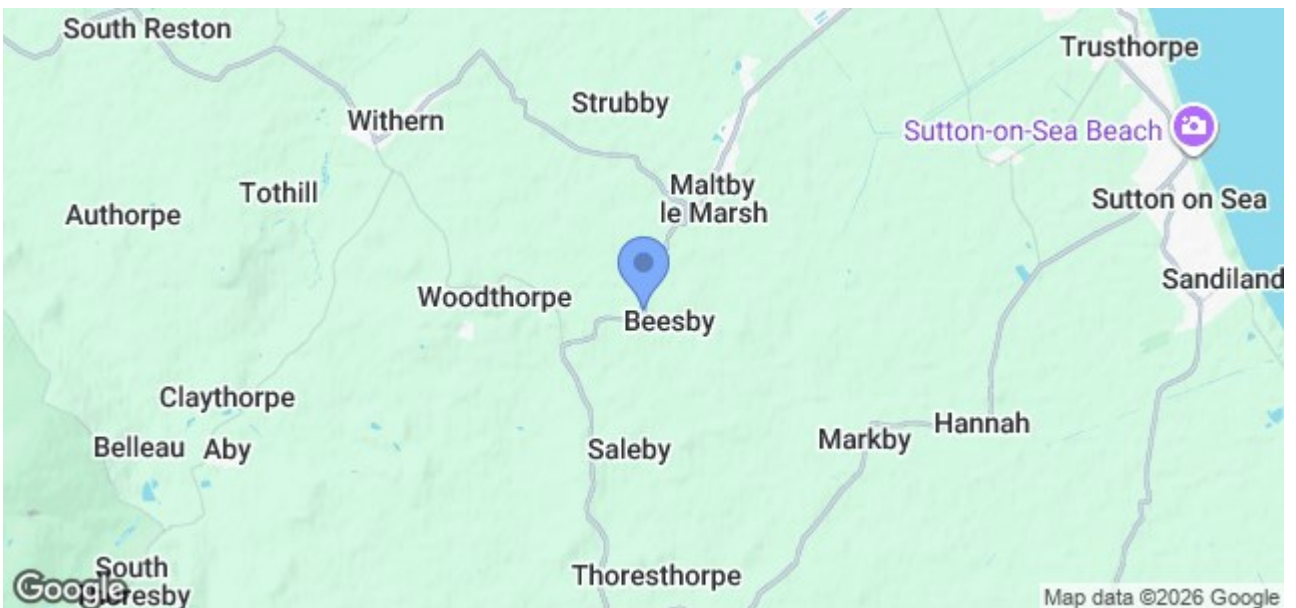 South Reston
Trusthorpe
Strubby
Withern
Sutton-on-Sea Beach
Maltby
le Marsh
Tothill
Authorpe
Sutton on Sea
Sandiland
Woodthorpe
Beesby
Claythorpe
Hannah
Markby
Belleau
Aby
Saleby
South
Thoresthorpe
Google
Map data ©2026 Google